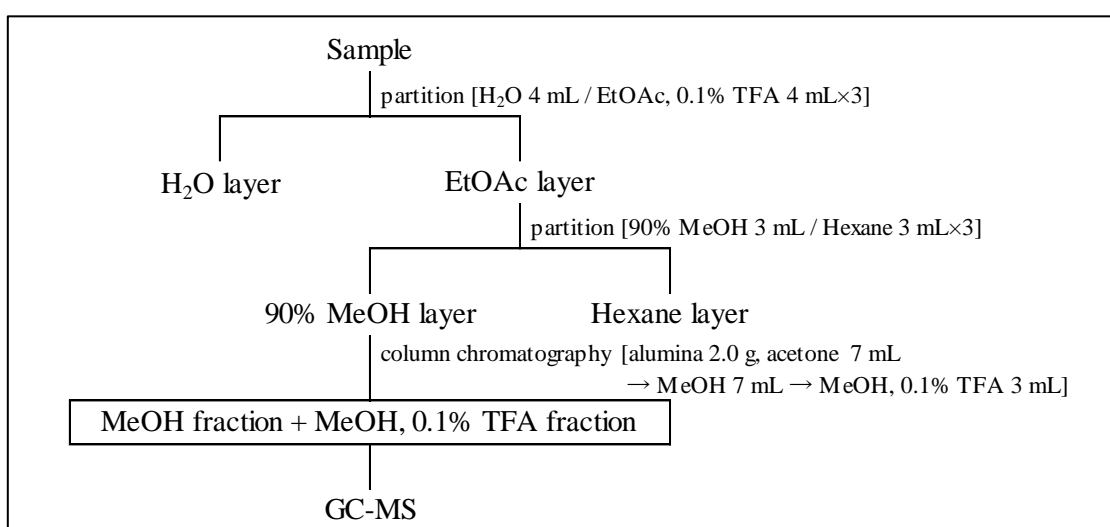 Sample
partition [H₂O 4 mL / EtOAc, 0.1% TFA 4 mL×3]
H₂O layer
EtOAc layer
partition [90% MeOH 3 mL / Hexane 3 mL×3]
90% MeOH layer
Hexane layer
column chromatography [alumina 2.0 g, acetone 7 mL
→ MeOH 7 mL → MeOH, 0.1% TFA 3 mL]
MeOH fraction + MeOH, 0.1% TFA fraction
GC-MS